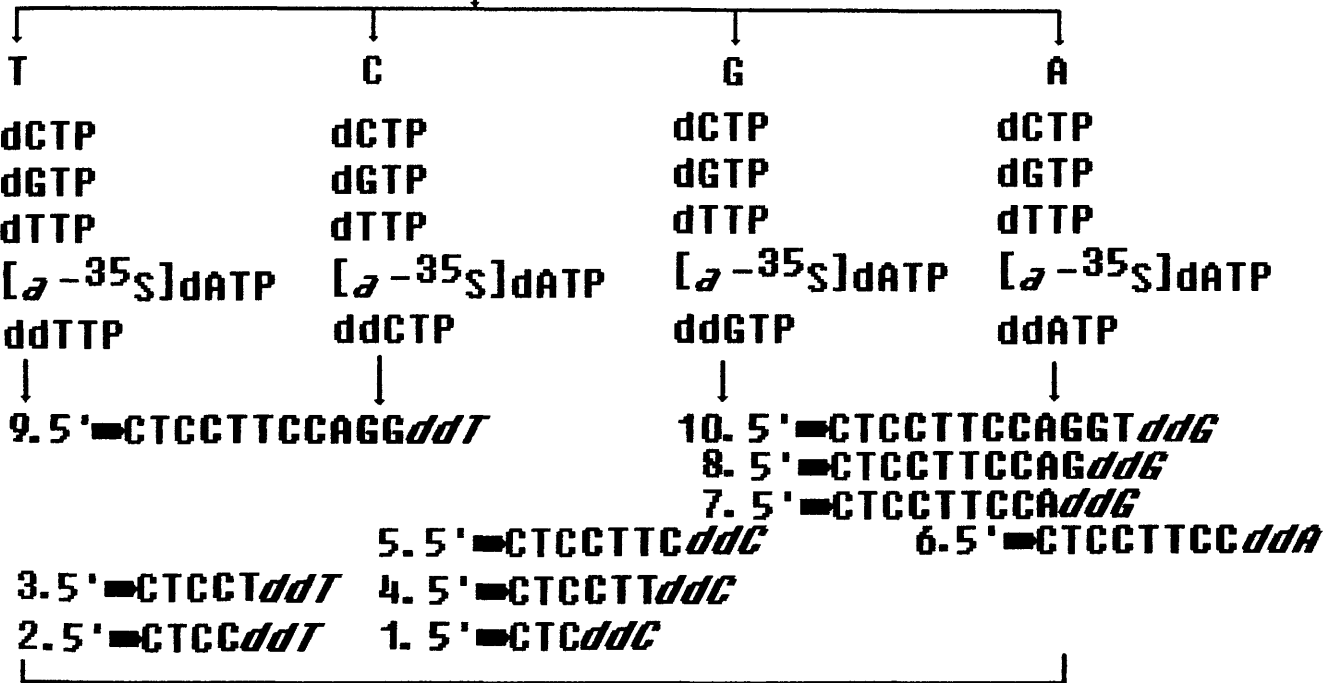 T C G A
dCTP dCTP dCTP dCTP
dGTP dGTP dGTP dGTP
dTTP dTTP dTTP dTTP
[a-35S]dATP [a-35S]dATP [a-35S]dATP [a-35S]dATP
ddTTP ddCTP ddGTP ddATP
9. 5'CTCCTTCCAGGddT 10. 5'CTCCTTCCAGGTddG
8. 5'CTCCTTCCAGddG
7. 5'CTCCTTCCAddG
5. 5'CTCCTTCddC 6. 5'CTCCTTCCddA
3. 5'CTCCTddT 4. 5'CTCCTTddC
2. 5'CTCCddT 1. 5'CTCddC